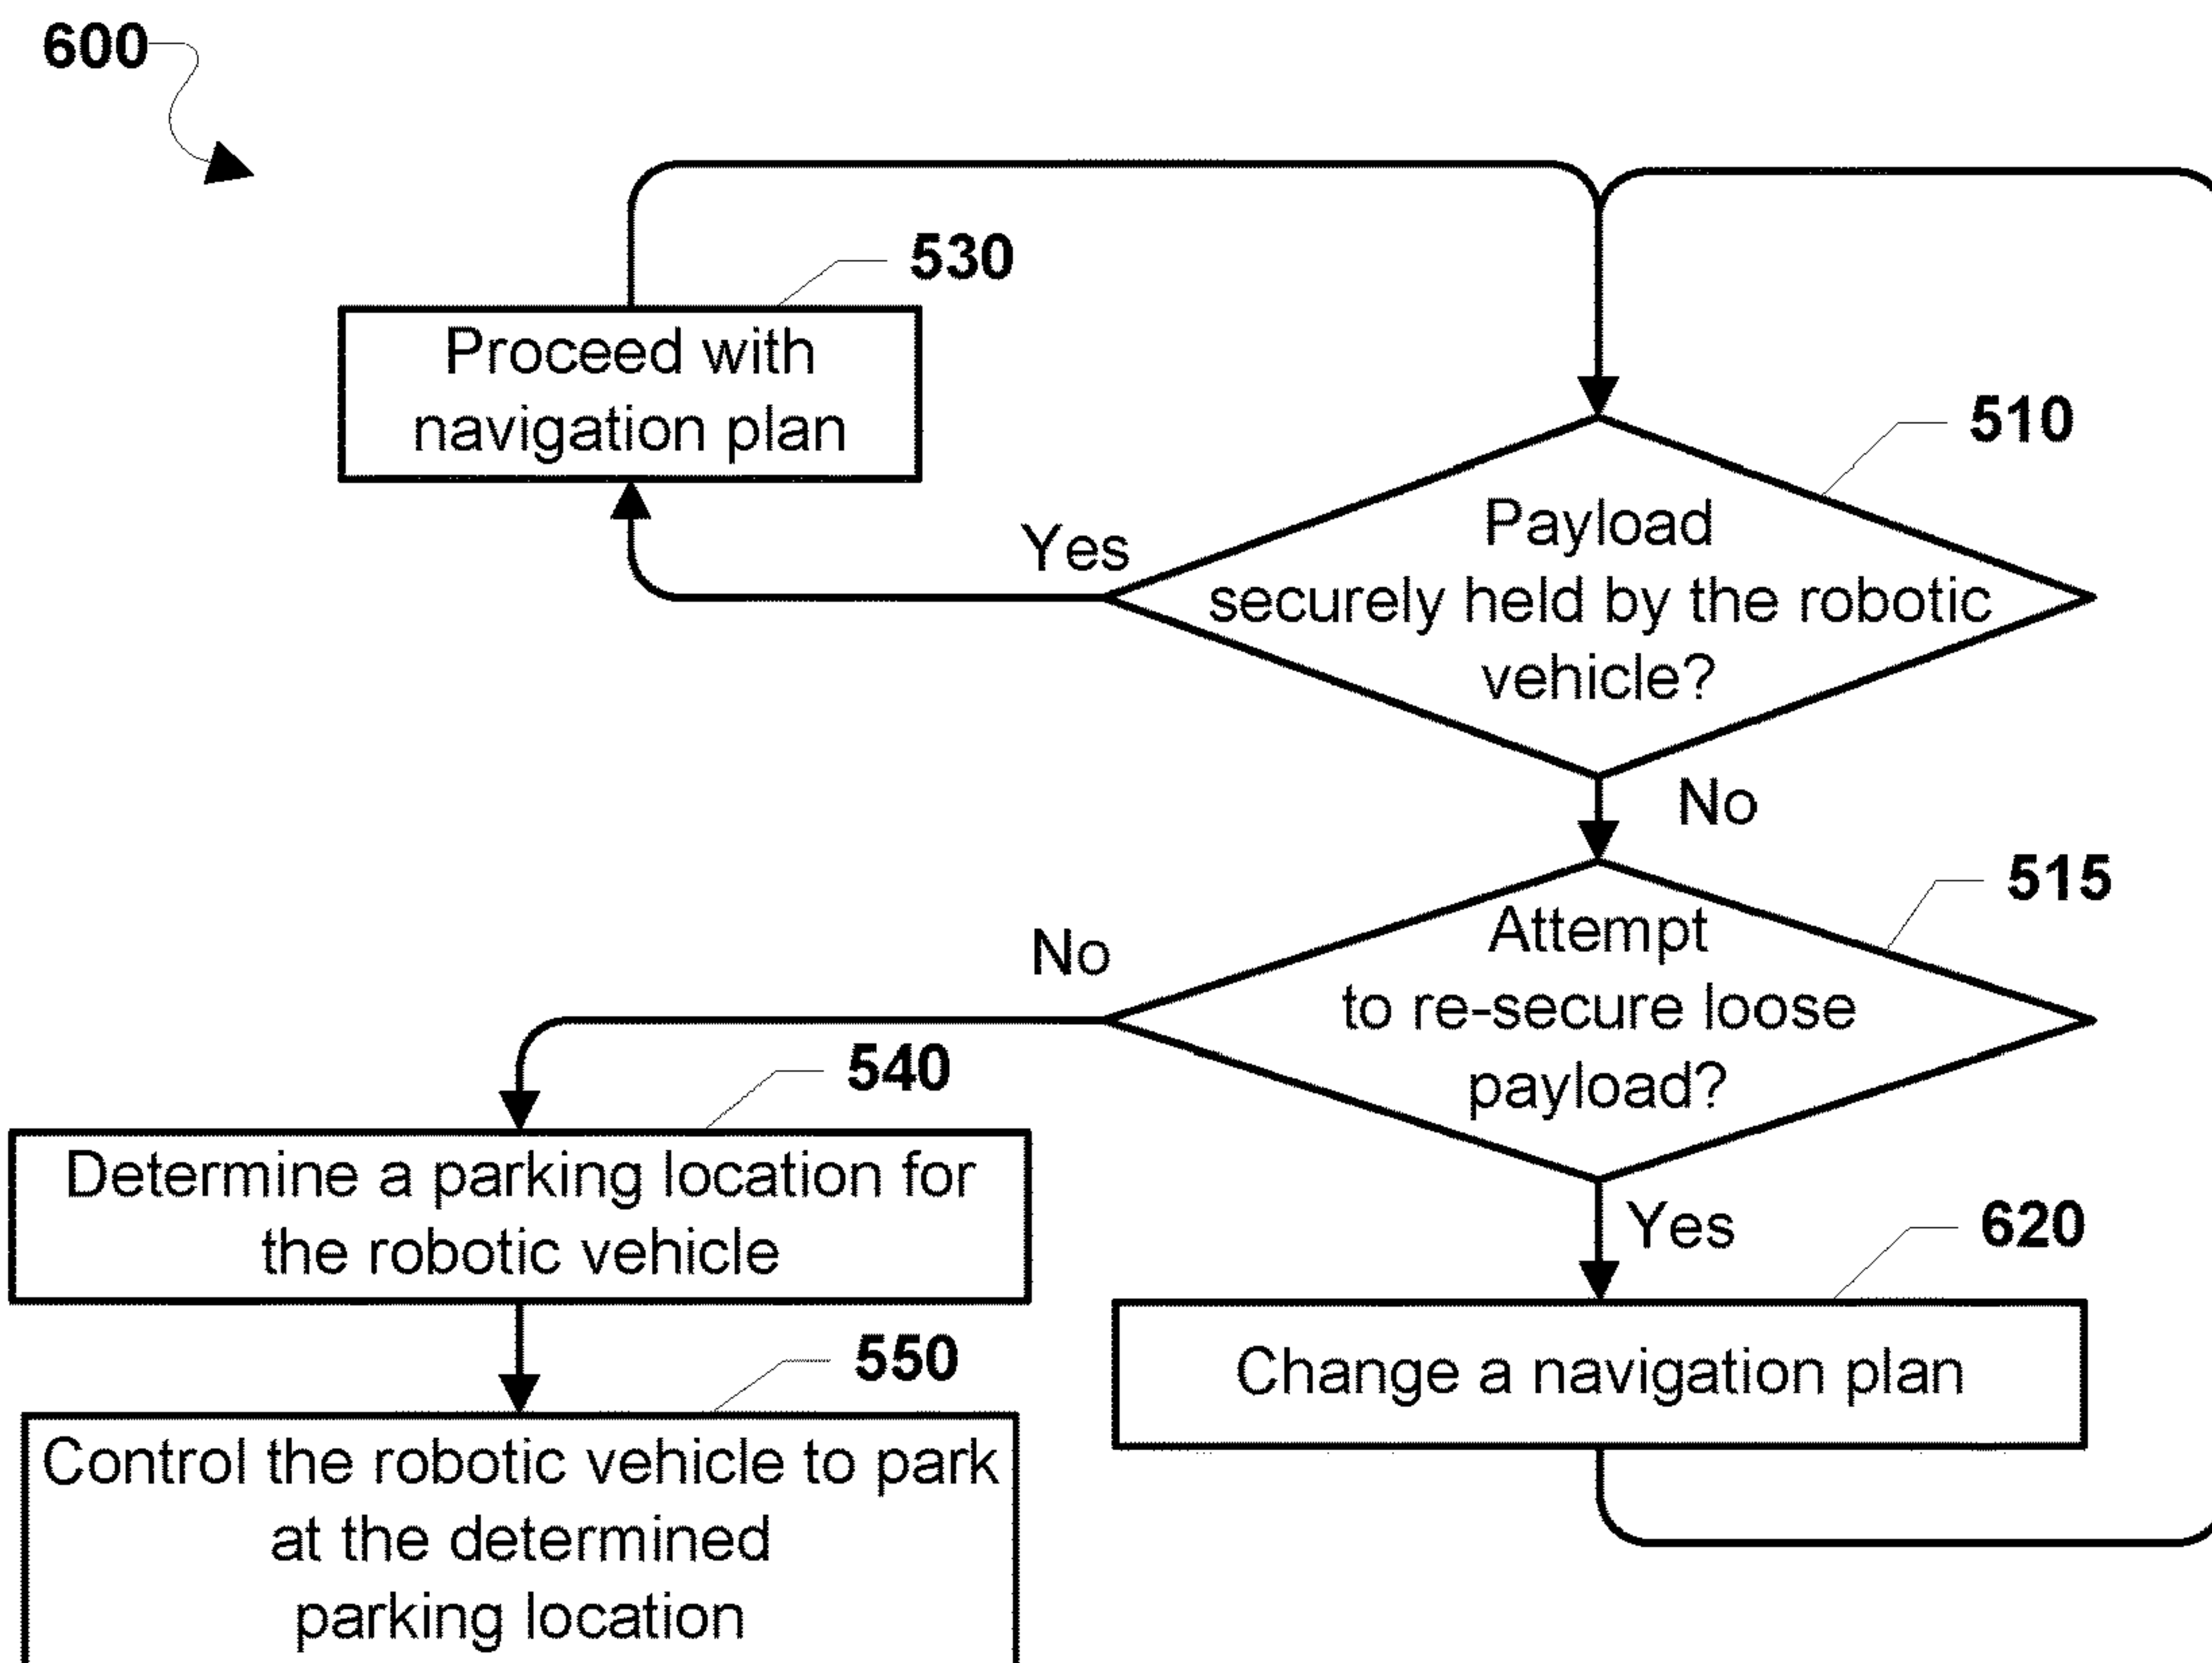 600
530
Proceed with
navigation plan
510
Payload
securely held by the robotic
vehicle?
Yes
No
515
Attempt
to re-secure loose
payload?
No
540
Determine a parking location for
the robotic vehicle
Yes
620
Change a navigation plan
550
Control the robotic vehicle to park
at the determined
parking location